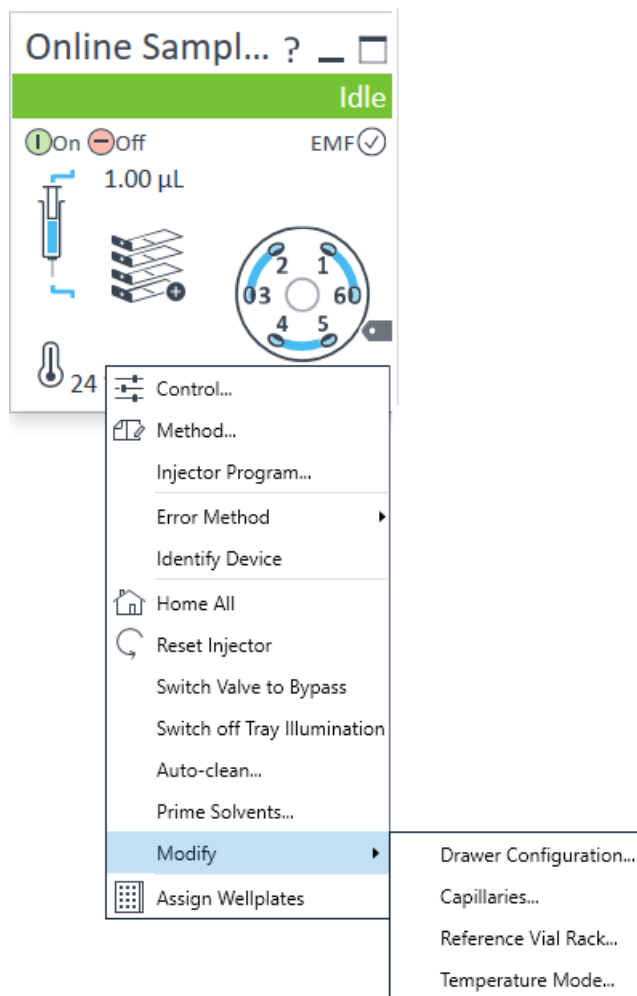 Online Sampl... ?
Idle
On Off EMF
1.00 μL
2 1
3 6
4 5
24
Control...
Method...
Injector Program...
Error Method
Identify Device
Home All
Reset Injector
Switch Valve to Bypass
Switch off Tray Illumination
Auto-clean...
Prime Solvents...
Modify
Drawer Configuration...
Assign Wellplates
Capillaries...
Reference Vial Rack...
Temperature Mode...